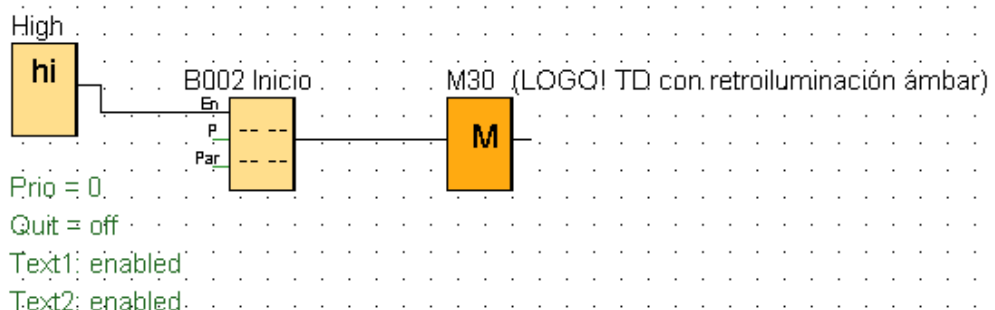 High
hi
B002 Inicio
M30 (LOGO! TD con retroiluminación ámbar)
En
P
Par
M
Prio = 0
Quit = off
Text1: enabled
Text2: enabled